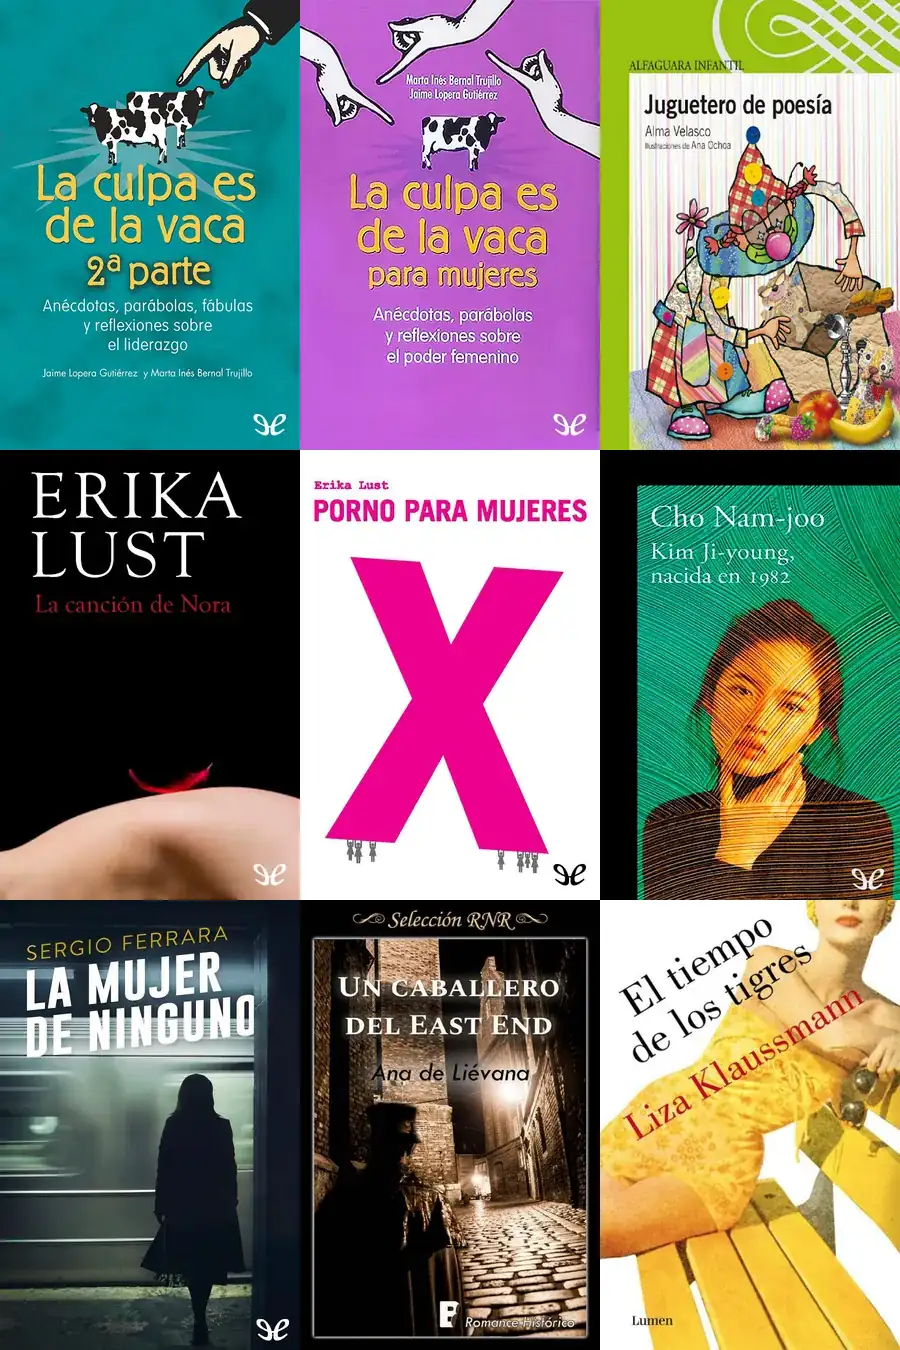 La culpa es
de la vaca
2ª parte
Anécdotas, parábolas, fábulas
y reflexiones sobre
el liderazgo
Jaime Lopera Gutiérrez y Marta Inés Bernal Trujillo
Marta Inés Bernal Trujillo
Jaime Lopera Gutiérrez
La culpa es
de la vaca
para mujeres
Anécdotas, parábolas
y reflexiones sobre
el poder femenino
ALFAGUARA INFANTIL
Juguetero de poesía
Alma Velasco
Ilustraciones de Ana Ochoa
ERIKA
LUST
La canción de Nora
Erika Lust
PORNO PARA MUJERES
X
Cho Nam-joo
Kim Ji-young,
nacida en 1982
SERGIO FERRARA
LA MUJER
DE NINGUNO
Selección RNR
UN CABALLERO
DEL EAST END
Ana de Liévana
B
Romance Histórico
El tiempo
de los tigres
Liza Klaussmann
Lumen